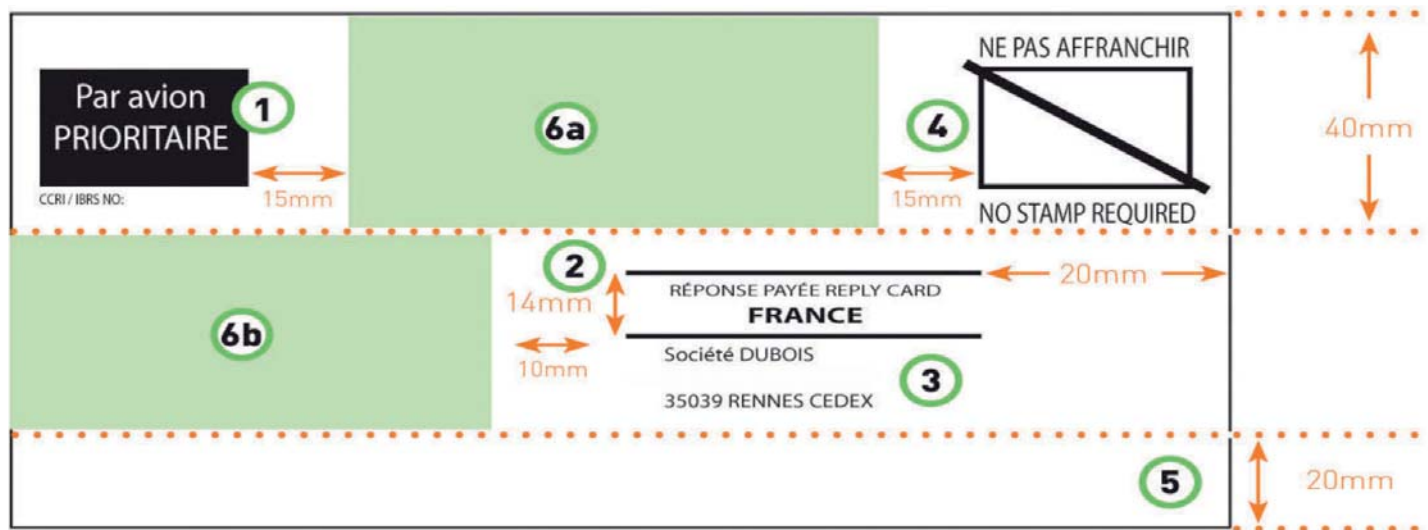 NE PAS AFFRANCHIR
Par avion
PRIORITAIRE
1
6a
4
40mm
CCRI / IBRS NO:
15mm
15mm
NO STAMP REQUIRED
2
20mm
14mm
RÉPONSE PAYÉE REPLY CARD
FRANCE
6b
10mm
Société DUBOIS
3
35039 RENNES CEDEX
5
20mm